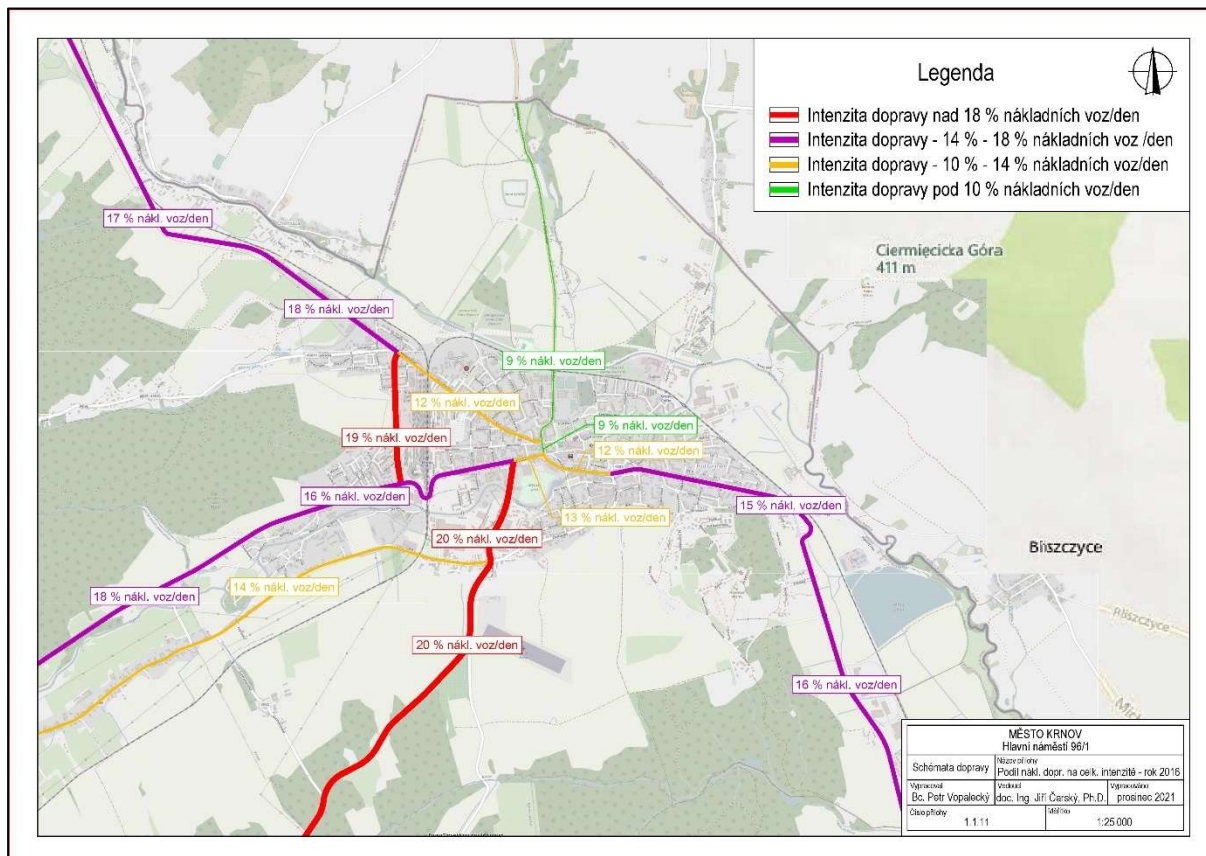 Legenda
Intenzita dopravy nad 18 % nákladních voz/den
Intenzita dopravy - 14 % - 18 % nákladních voz /den
Intenzita dopravy - 10 % - 14 % nákladních voz/den
Intenzita dopravy pod 10 % nákladních voz/den
17 % nákl. voz/den
Ciermięcicka Góra
411 m
18 % nákl. voz/den
9 % nákl. voz/den
12 % nákl. voz/den
9 % nákl. voz/den
19 % nákl. voz/den
12 % nákl. voz/den
16 % nákl. voz/den
15 % nákl. voz/den
13 % nákl. voz/den
20 % nákl. voz/den
Bliszczyce
14 % nákl. voz/den
18 % nákl. voz/den
Bliszczyce
20 % nákl. voz/den
16 % nákl. voz/den
MĚSTO KRNOV
Hlavní náměstí 96/1
Schémata dopravy
Název přílohy
Podíl nákl. dopr. na celk. intenzitě - rok 2016
Vypracoval
Bc. Petr Vopalecký
Vedoucí
doc. Ing. Jiří Čarský, Ph.D.
Vypracováno
prosinec 2021
Číslo přílohy
1.1.11
Měřítko
1:25 000